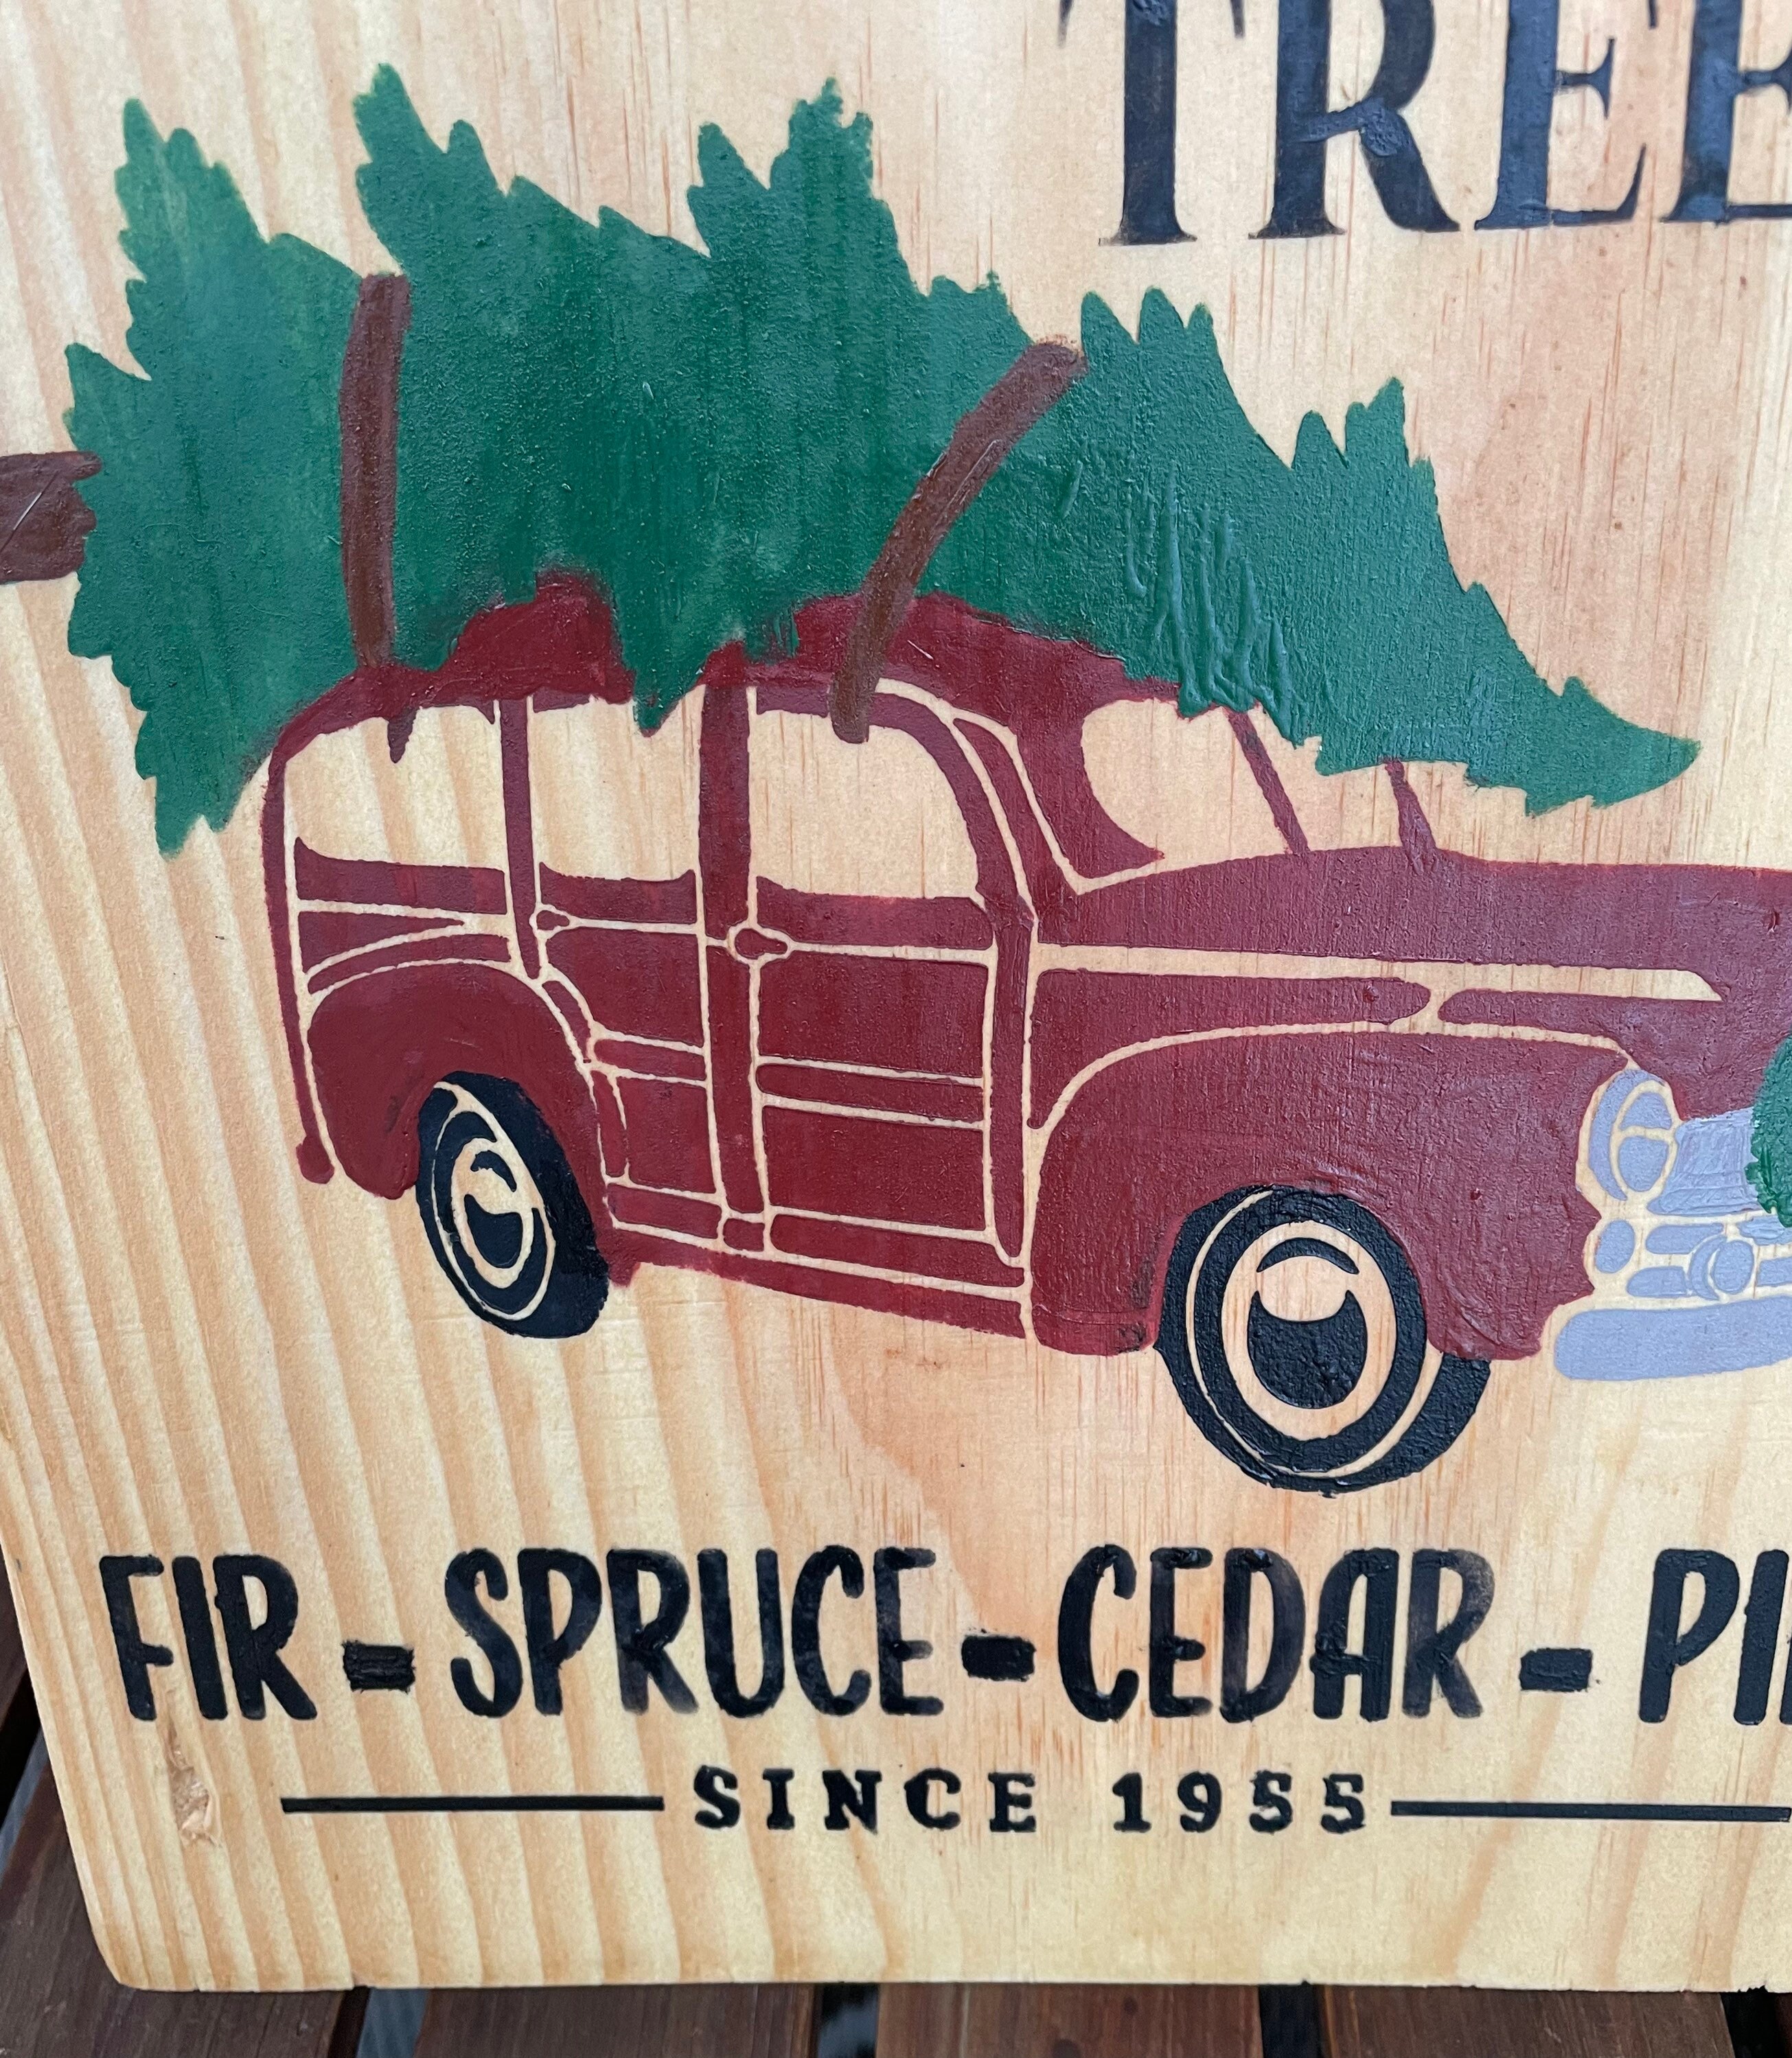 TREE
FIR - SPRUCE - CEDAR - PI
SINCE 1955